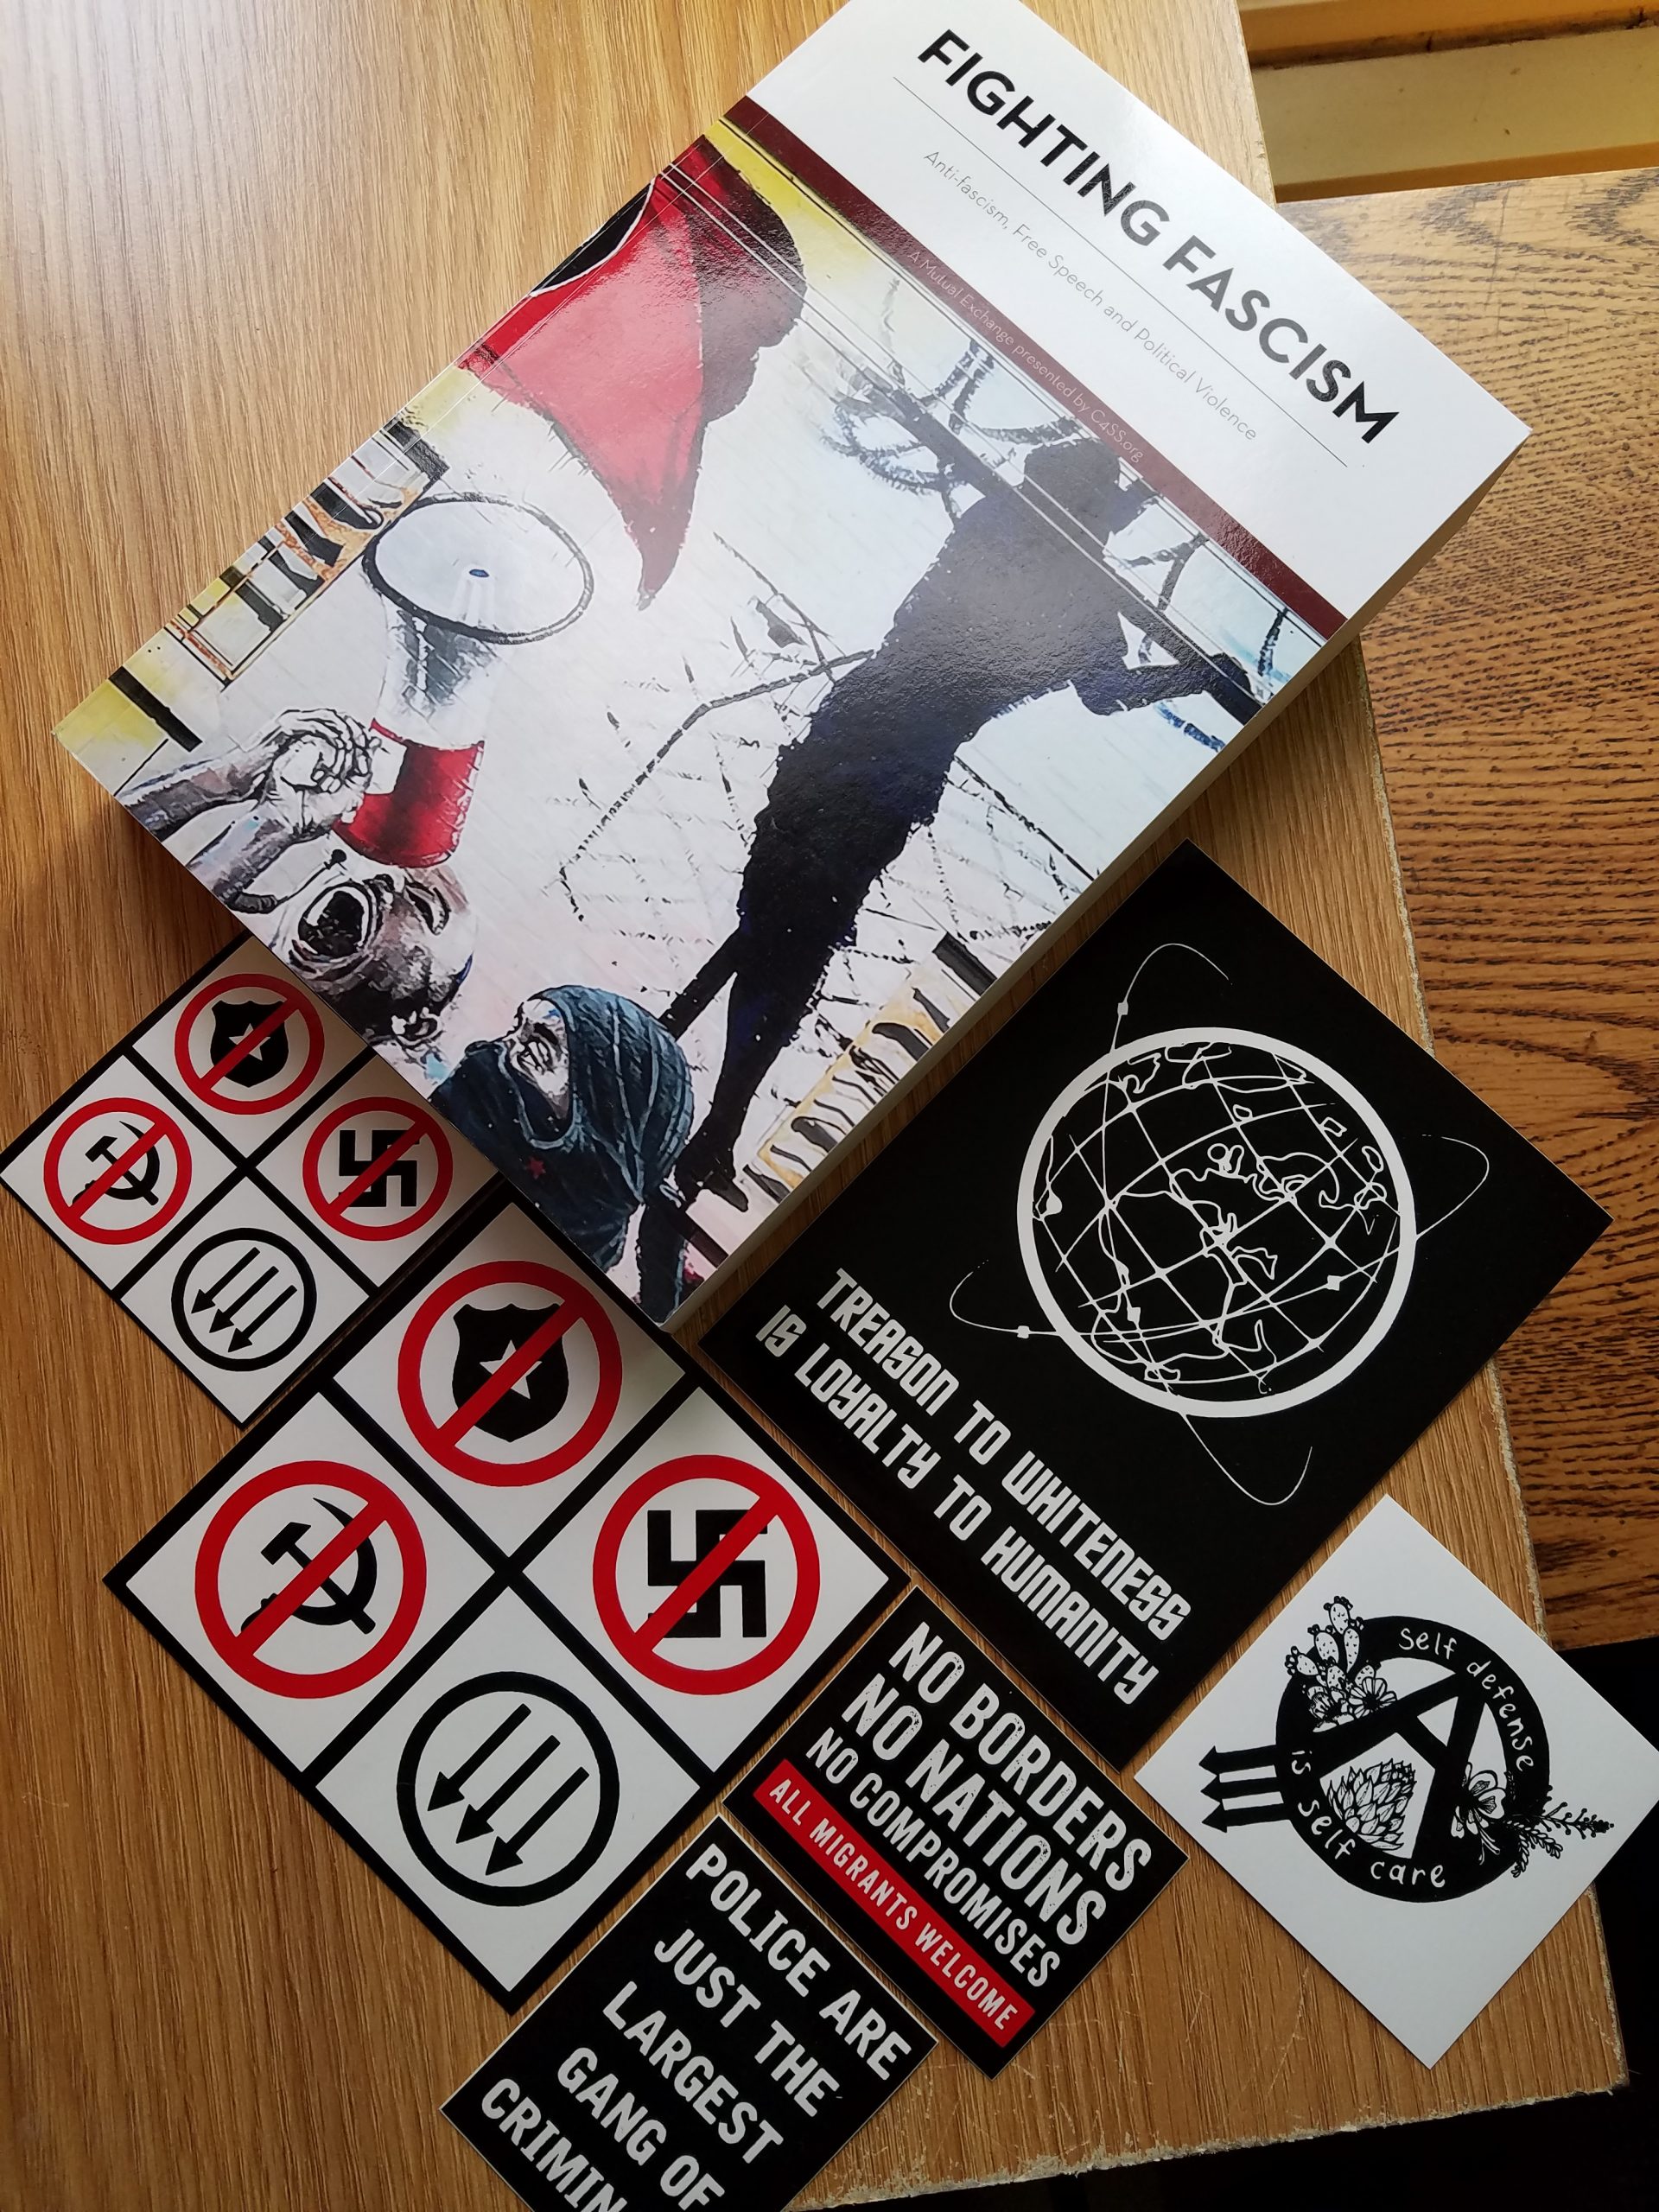 FIGHTING FASCISM
Anti-fascism, Free Speech and Political Violence
A Mutual Exchange presented by C4SS.org
TREASON TO WHITENESS
IS LOYALTY TO HUMANITY
self defense
is self care
NO BORDERS
NO NATIONS
NO COMPROMISES
ALL MIGRANTS WELCOME
POLICE ARE
JUST THE
LARGEST
GANG OF
CRIMIN